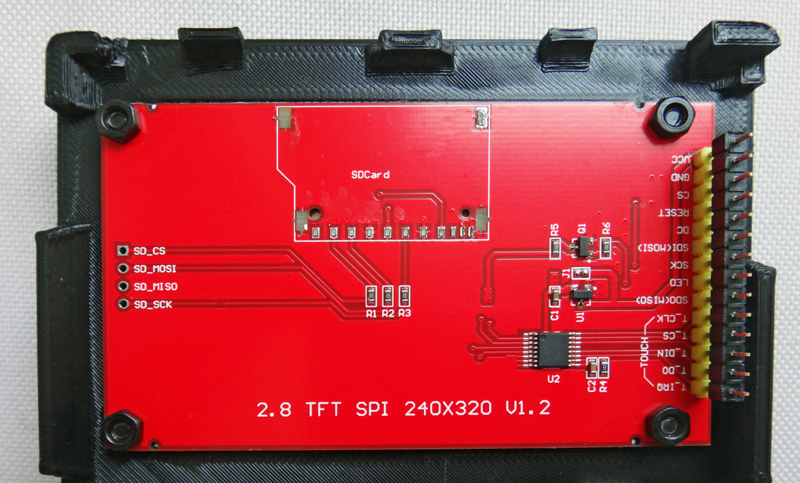 SDCard
SD_CS
SD_MOSI
SD_MISO
SD_SCK
R1 R2 R3
R5
Q1
R6
J1
C1
U1
U2
C2
R4
VCC
GND
CS
RESET
DC
SDI(MOSI)
SCK
LED
SDO(MISO)
T_CLK
T_CS
T_DIN
T_DO
T_IRQ
TOUCH
2.8 TFT SPI 240X320 V1.2